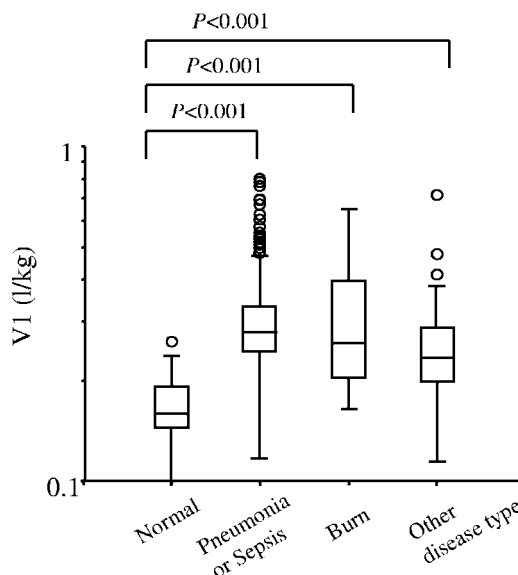 P<0.001
P<0.001
P<0.001
1
V1 (l/kg)
0.1
Normal
Pneumonia
or Sepsis
Burn
Other
disease type